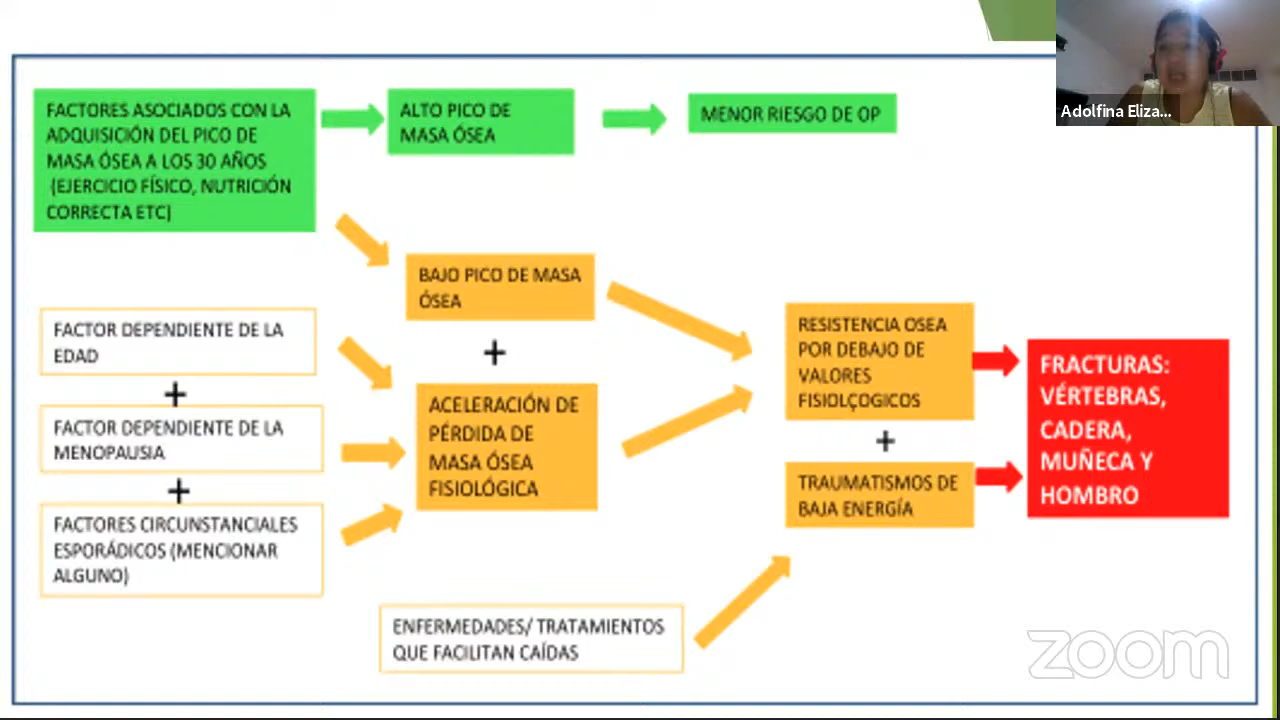 FACTORES ASOCIADOS CON LA
ADQUISICIÓN DEL PICO DE
MASA ÓSEA A LOS 30 AÑOS
(EJERCICIO FÍSICO, NUTRICIÓN
CORRECTA ETC)
ALTO PICO DE
MASA ÓSEA
MENOR RIESGO DE OP
Adolfina Eliza...
BAJO PICO DE MASA
ÓSEA
+
ACELERACIÓN DE
PÉRDIDA DE
MASA ÓSEA
FISIOLÓGICA
FACTOR DEPENDIENTE DE LA
EDAD
+
FACTOR DEPENDIENTE DE LA
MENOPAUSIA
+
FACTORES CIRCUNSTANCIALES
ESPORÁDICOS (MENCIONAR
ALGUNO)
RESISTENCIA OSEA
POR DEBAJO DE
VALORES
FISIOLÇOGICOS
+
TRAUMATISMOS DE
BAJA ENERGÍA
FRACTURAS:
VÉRTEBRAS,
CADERA,
MUÑECA Y
HOMBRO
ENFERMEDADES/ TRATAMIENTOS
QUE FACILITAN CAÍDAS
zoom